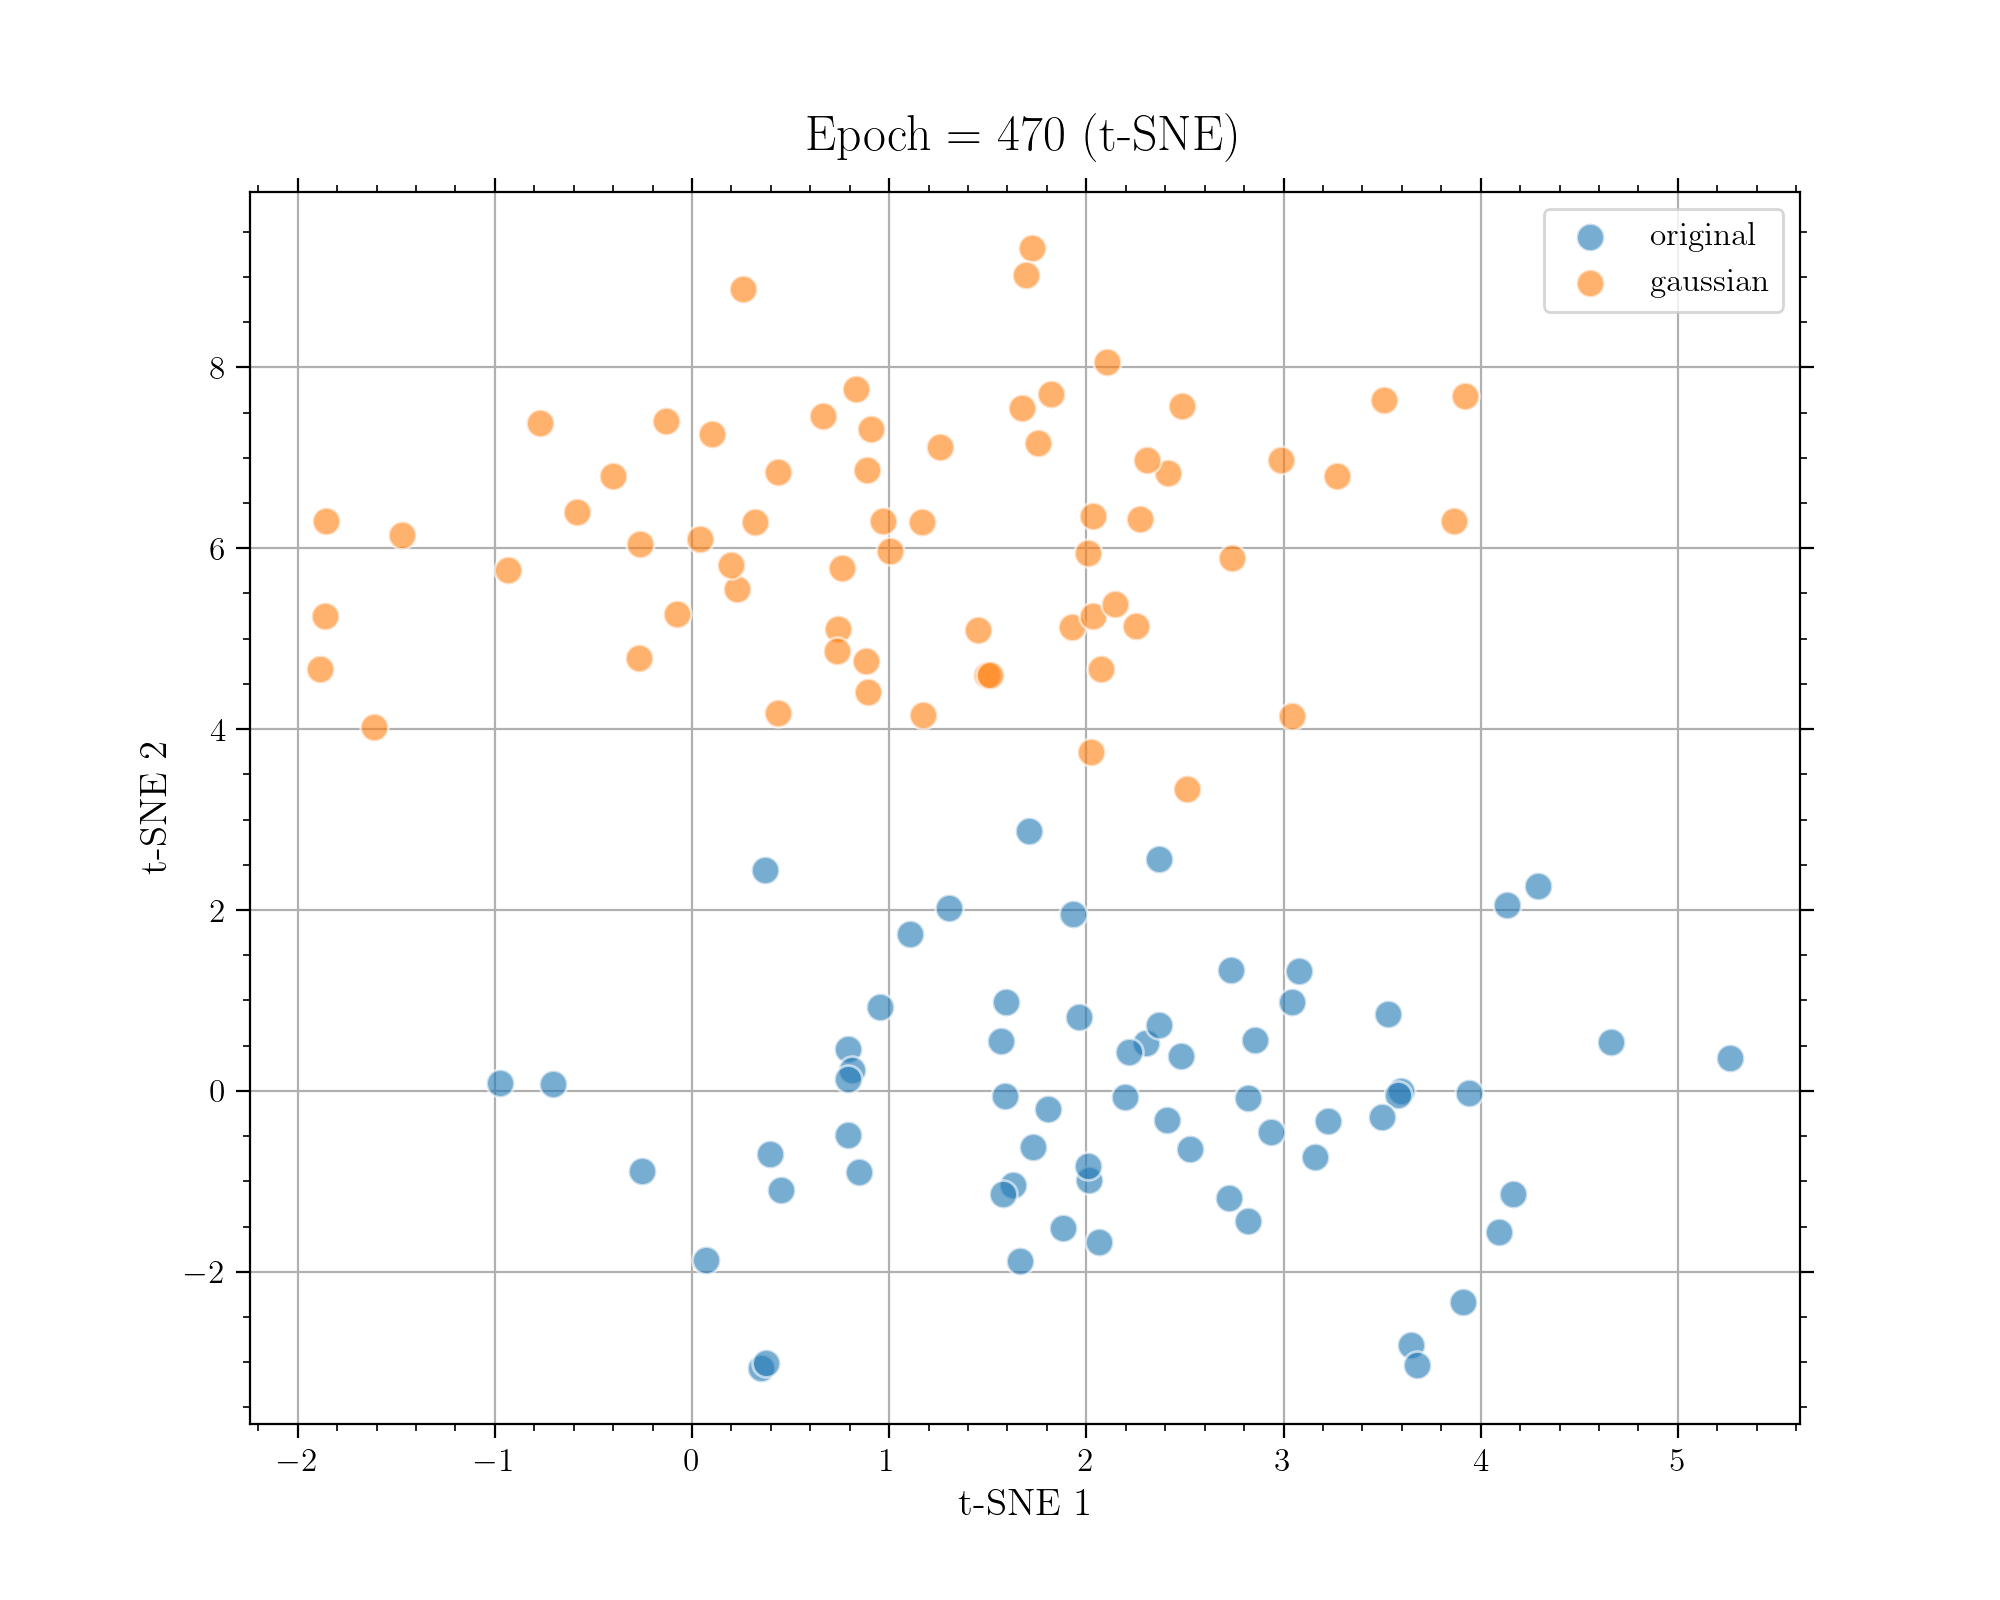 Epoch = 470 (t-SNE)
original
gaussian
8
6
4
2
0
−2
t-SNE 2
−2 −1 0 1 2 3 4 5
t-SNE 1